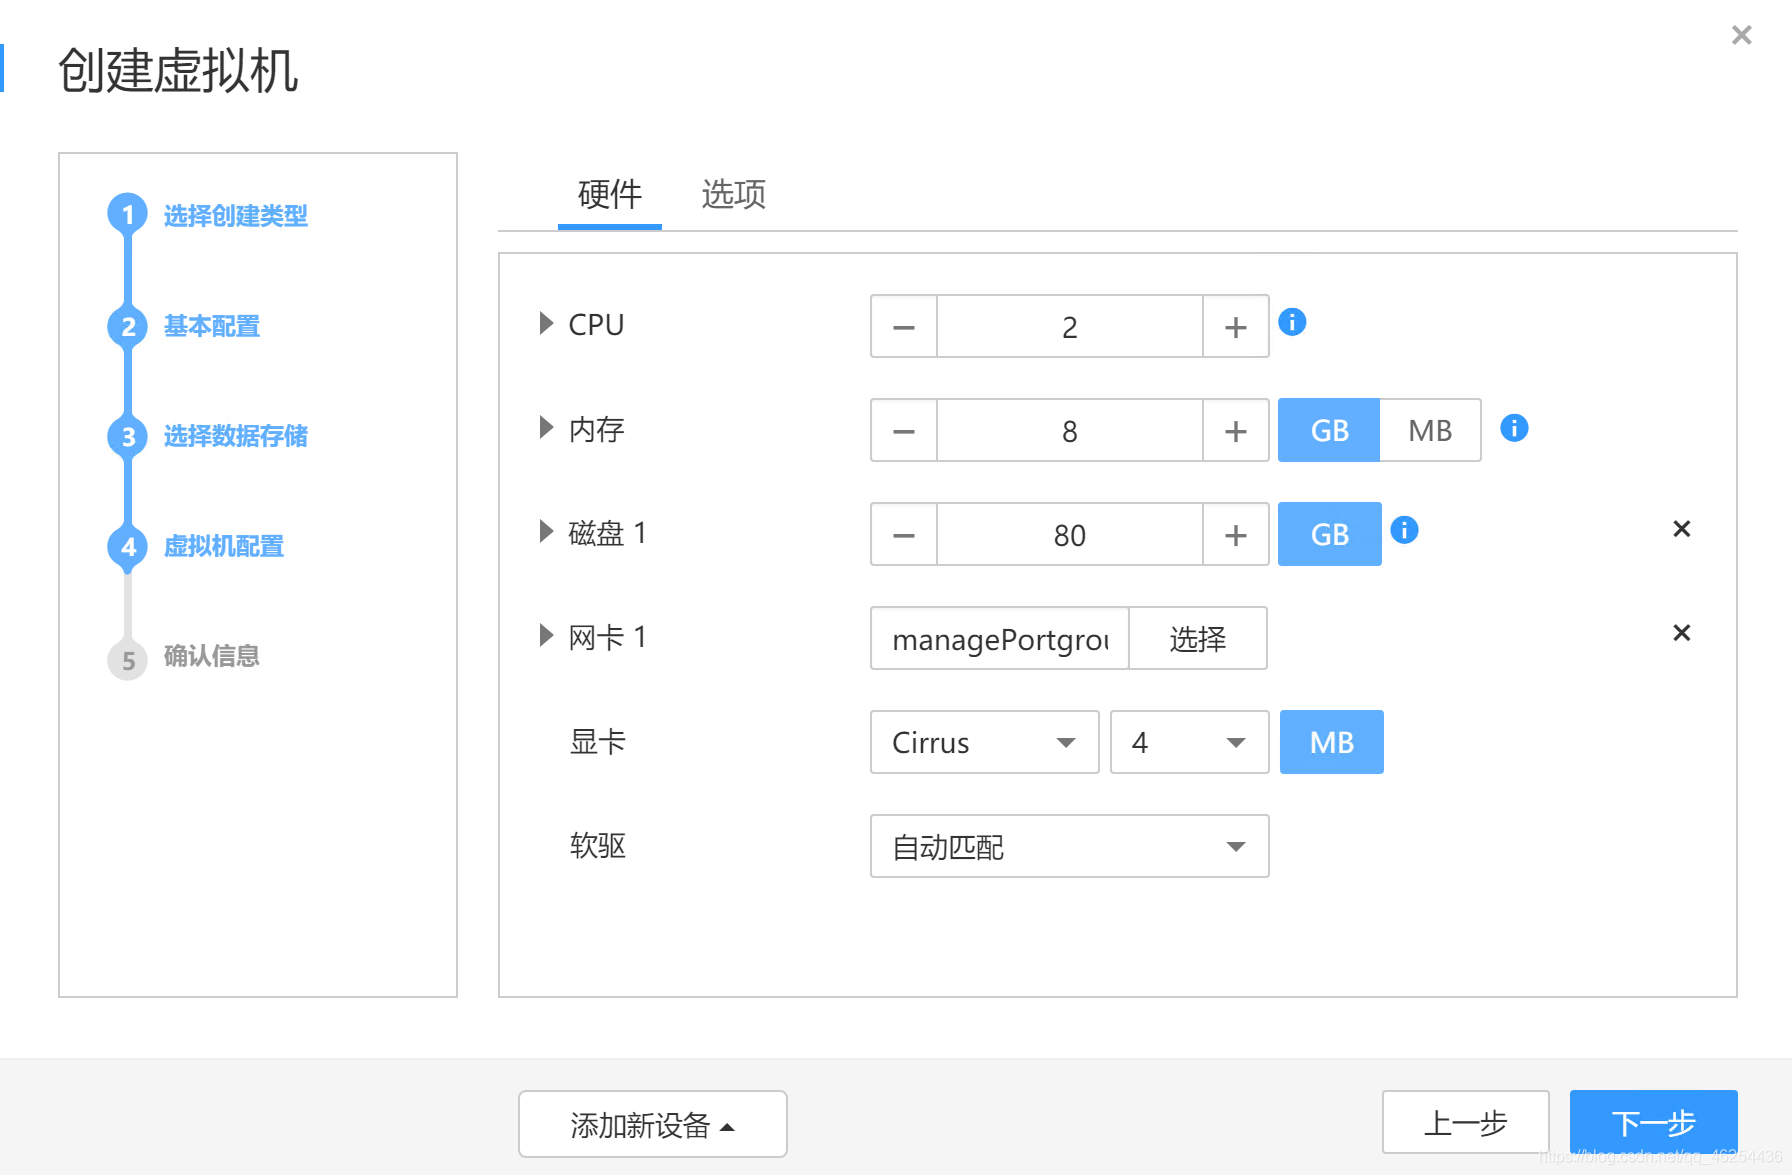 创建虚拟机
×
1 选择创建类型
2 基本配置
3 选择数据存储
4 虚拟机配置
5 确认信息
硬件 选项
CPU − 2 + i
内存 − 8 + GB MB i
磁盘 1 − 80 + GB i ×
网卡 1 managePortgrou 选择 ×
显卡 Cirrus 4 MB
软驱 自动匹配
添加新设备 上一步 下一步
https://blog.csdn.net/qq_46254436